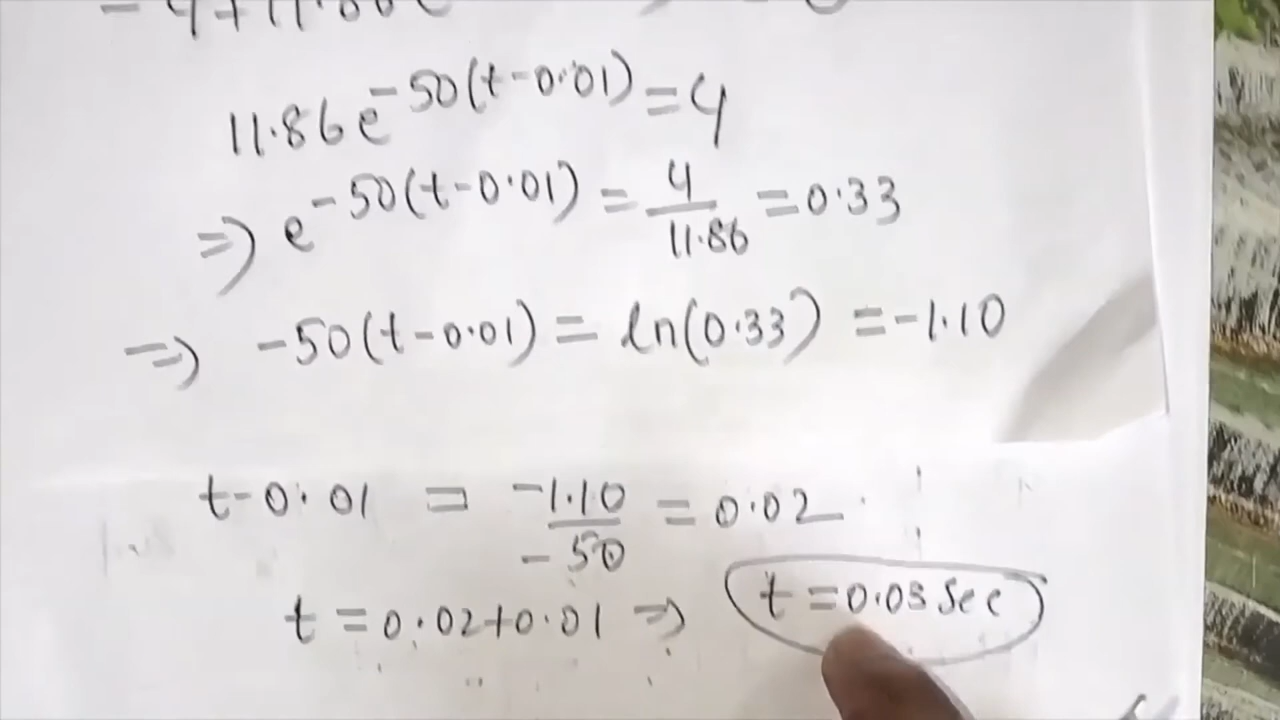 11.86e^-50(t-0.01) = 4
=> e^-50(t-0.01) = 4/11.86 = 0.33
=> -50(t-0.01) = ln(0.33) = -1.10
t-0.01 = -1.10/-50 = 0.02
t = 0.02+0.01 => t = 0.03 Sec